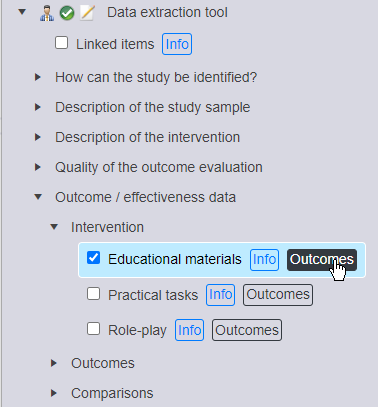 Data extraction tool
Linked items Info
How can the study be identified?
Description of the study sample
Description of the intervention
Quality of the outcome evaluation
Outcome / effectiveness data
Intervention
Educational materials Info Outcomes
Practical tasks Info Outcomes
Role-play Info Outcomes
Outcomes
Comparisons